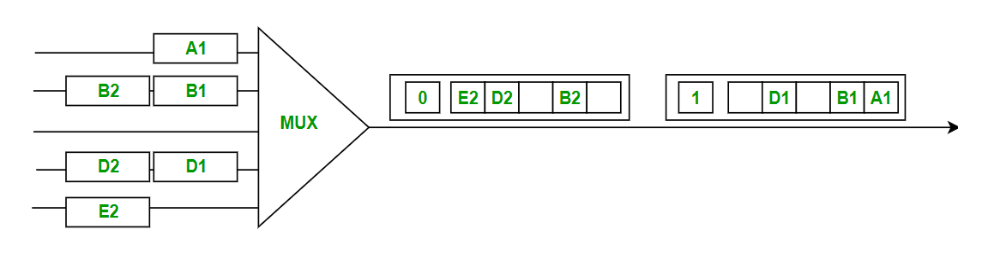 A1
B2 B1
MUX
D2 D1
E2
0 E2 D2 B2
1 D1 B1 A1